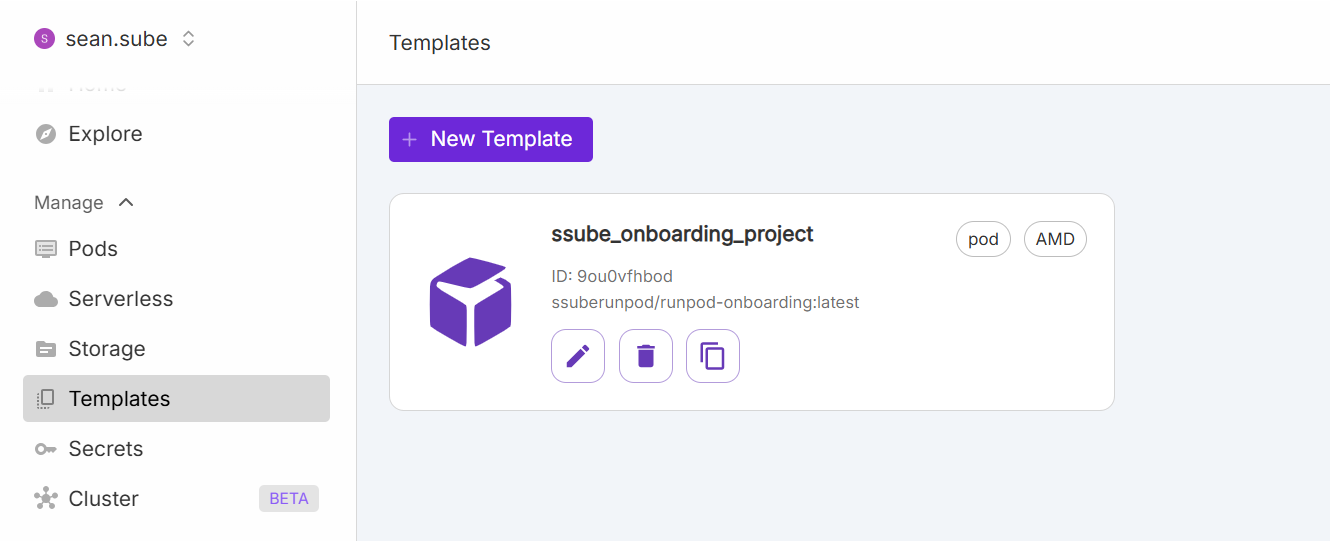 S sean.sube
Home
Explore
Manage
Pods
Serverless
Storage
Templates
Secrets
Cluster BETA
Templates
+ New Template
ssube_onboarding_project
pod AMD
ID: 9ou0vfhbod
ssuberunpod/runpod-onboarding:latest